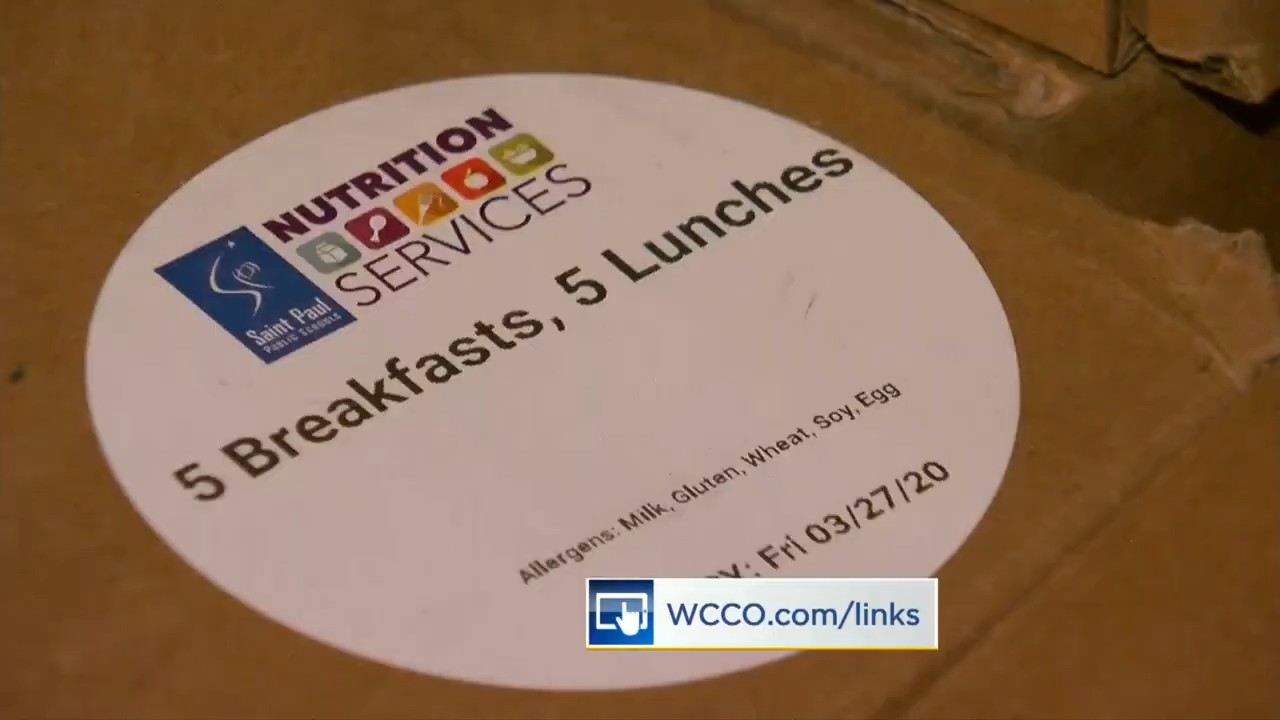 NUTRITION
SERVICES
Saint Paul
PUBLIC SCHOOLS
5 Breakfasts, 5 Lunches
Allergens: Milk, Gluten, Wheat, Soy, Egg
Fri 03/27/20
WCCO.com/links